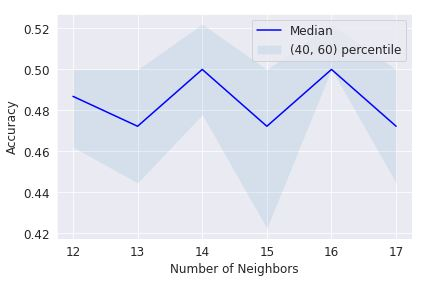 0.52
0.50
0.48
0.46
0.44
0.42
Accuracy
Median
(40, 60) percentile
12 13 14 15 16 17
Number of Neighbors